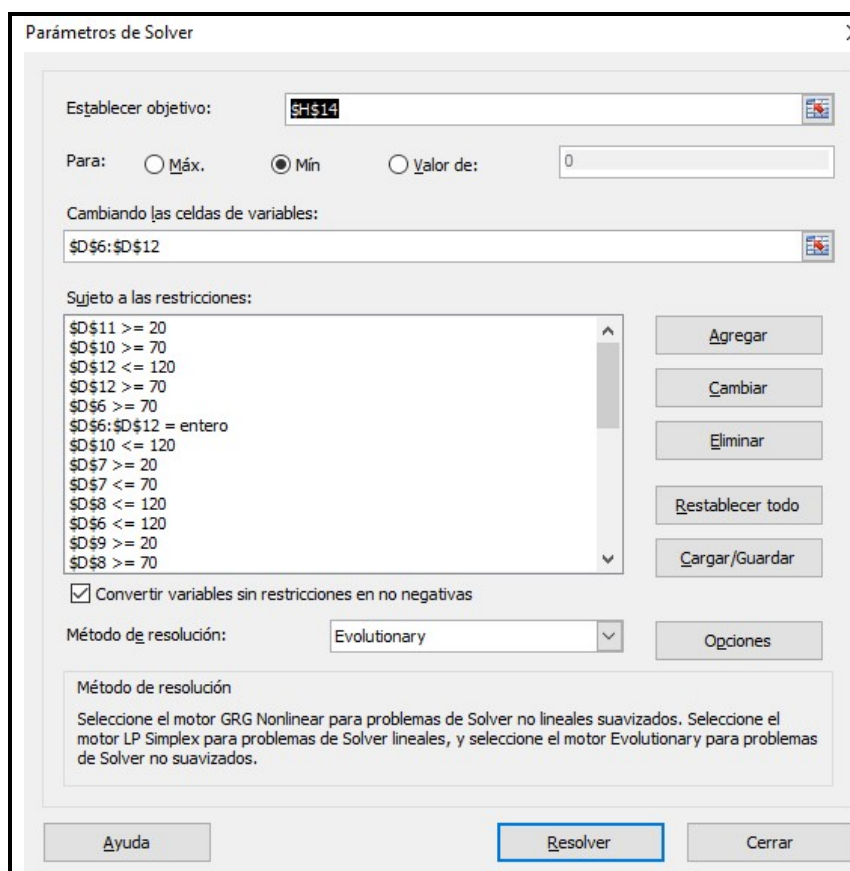 Parámetros de Solver
Establecer objetivo: $H$14
Para: Máx. Mín Valor de: 0
Cambiando las celdas de variables:
$D$6:$D$12
Sujeto a las restricciones:
$D$11 >= 20
$D$10 >= 70
$D$12 <= 120
$D$12 >= 70
$D$6 >= 70
$D$6:$D$12 = entero
$D$10 <= 120
$D$7 >= 20
$D$7 <= 70
$D$8 <= 120
$D$6 <= 120
$D$9 >= 20
$D$8 >= 70
Agregar
Cambiar
Eliminar
Restablecer todo
Cargar/Guardar
Convertir variables sin restricciones en no negativas
Método de resolución: Evolutionary Opciones
Método de resolución
Seleccione el motor GRG Nonlinear para problemas de Solver no lineales suavizados. Seleccione el
motor LP Simplex para problemas de Solver lineales, y seleccione el motor Evolutionary para problemas
de Solver no suavizados.
Ayuda Resolver Cerrar